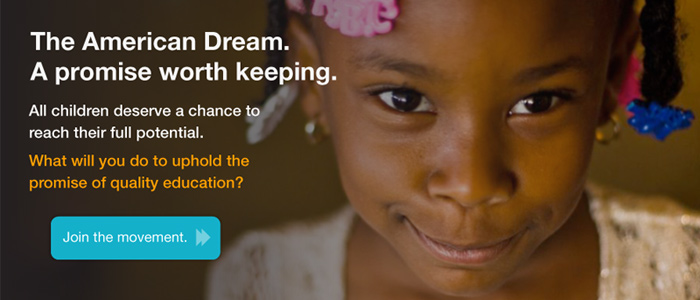 The American Dream.
A promise worth keeping.
All children deserve a chance to
reach their full potential.
What will you do to uphold the
promise of quality education?
Join the movement.